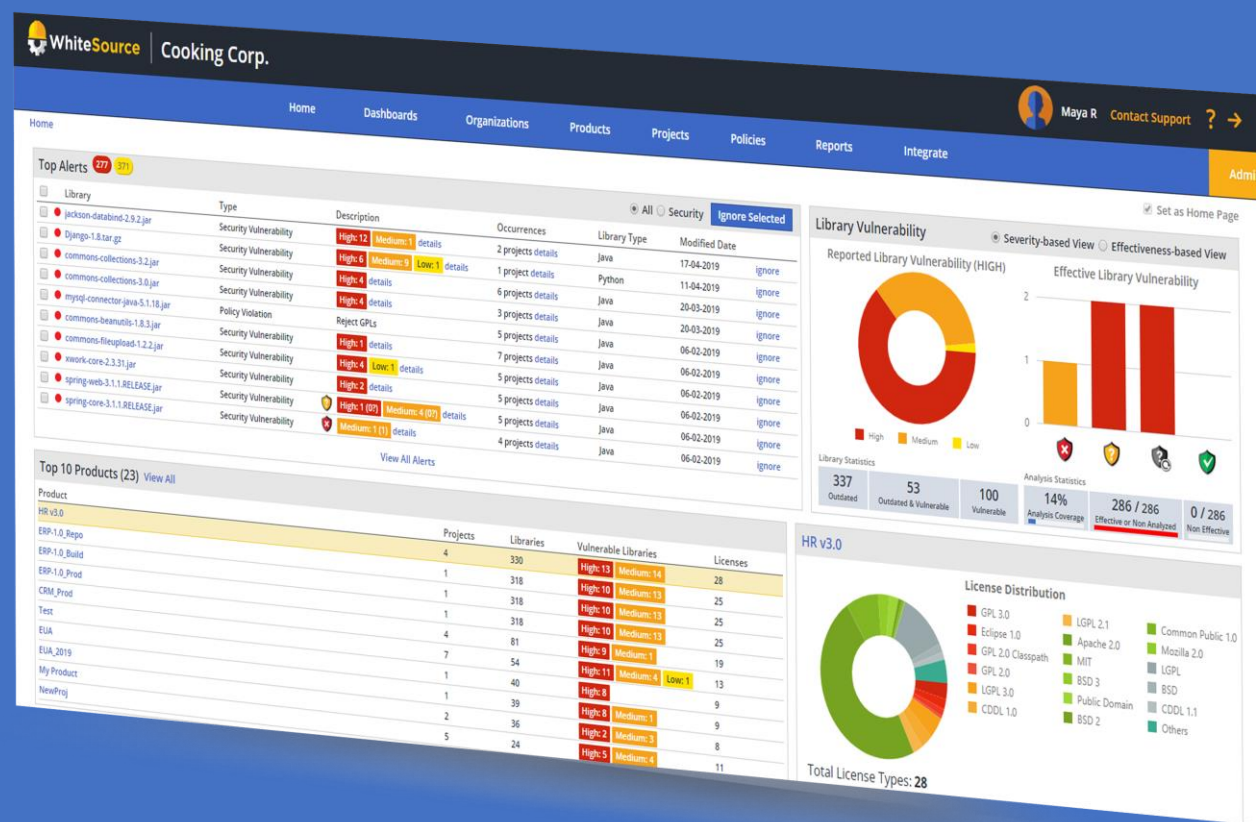 WhiteSource | Cooking Corp.
Maya R Contact Support ? →
Home Dashboards Organizations Products Projects Policies Reports Integrate Admi
Home
Set as Home Page
Top Alerts 277 371
All Security Ignore Selected
Library Type Description Occurrences Library Type Modified Date
jackson-databind-2.9.2.jar Security Vulnerability High: 12 Medium: 1 details 2 projects details Java 17-04-2019 ignore
Django-1.8.tar.gz Security Vulnerability High: 6 Medium: 9 Low: 1 details 1 project details Python 11-04-2019 ignore
commons-collections-3.2.jar Security Vulnerability High: 4 details 6 projects details Java 20-03-2019 ignore
commons-collections-3.0.jar Security Vulnerability High: 4 details 3 projects details Java 20-03-2019 ignore
mysql-connector-java-5.1.18.jar Policy Violation Reject GPLs 5 projects details Java 06-02-2019 ignore
commons-beanutils-1.8.3.jar Security Vulnerability High: 1 details 7 projects details Java 06-02-2019 ignore
commons-fileupload-1.2.2.jar Security Vulnerability High: 4 Low: 1 details 5 projects details Java 06-02-2019 ignore
xwork-core-2.3.31.jar Security Vulnerability High: 2 details 5 projects details Java 06-02-2019 ignore
spring-web-3.1.1.RELEASE.jar Security Vulnerability High: 1 (0?) Medium: 4 (0?) details 5 projects details Java 06-02-2019 ignore
spring-core-3.1.1.RELEASE.jar Security Vulnerability Medium: 1 (1) details 4 projects details Java 06-02-2019 ignore
View All Alerts
Library Vulnerability Severity-based View Effectiveness-based View
Reported Library Vulnerability (HIGH)
High Medium Low
Effective Library Vulnerability
2
1
0
Library Statistics
337 53 100
Outdated Outdated & Vulnerable Vulnerable
Analysis Statistics
14% 286 / 286 0 / 286
Analysis Coverage Effective or Non Analyzed Non Effective
Top 10 Products (23) View All
Product Projects Libraries Vulnerable Libraries Licenses
HR v3.0 4 330 High: 13 Medium: 14 28
ERP-1.0_Repo 1 318 High: 10 Medium: 13 25
ERP-1.0_Build 1 318 High: 10 Medium: 13 25
ERP-1.0_Prod 1 318 High: 10 Medium: 13 25
CRM_Prod 4 81 High: 9 Medium: 1 19
Test 7 54 High: 11 Medium: 4 Low: 1 13
EUA 1 40 High: 8 9
EUA_2019 1 39 High: 8 Medium: 1 9
My Product 2 36 High: 2 Medium: 3 8
NewProj 5 24 High: 5 Medium: 4 11
HR v3.0
License Distribution
GPL 3.0 LGPL 2.1 Common Public 1.0
Eclipse 1.0 Apache 2.0 Mozilla 2.0
GPL 2.0 Classpath MIT LGPL
GPL 2.0 BSD 3 BSD
LGPL 3.0 Public Domain CDDL 1.1
CDDL 1.0 BSD 2 Others
Total License Types: 28